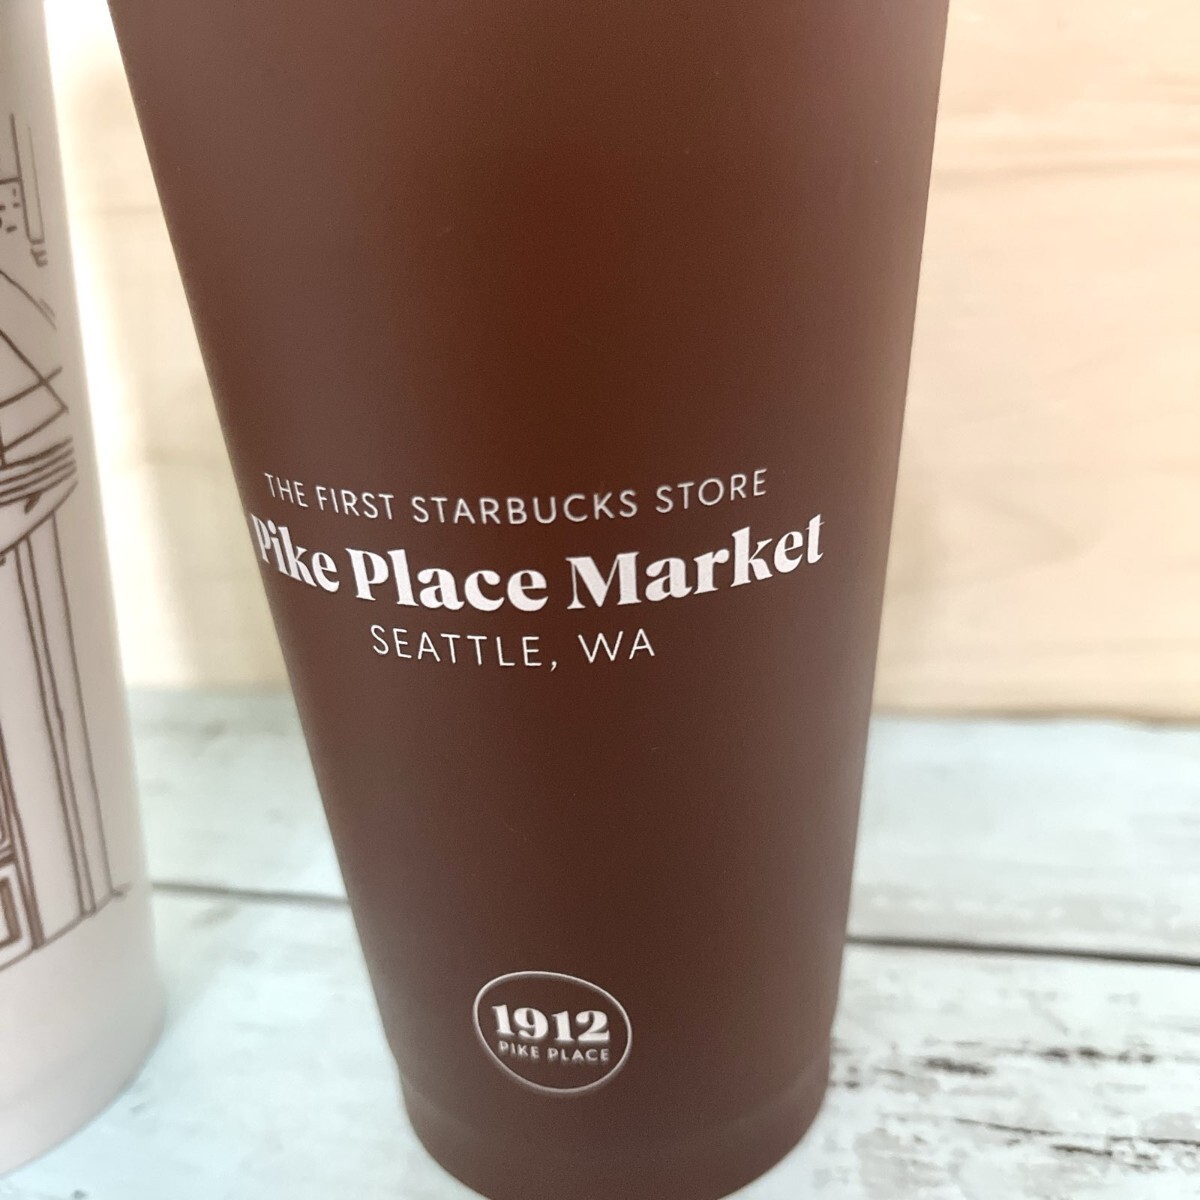 THE FIRST STARBUCKS STORE
Pike Place Market
SEATTLE, WA
1912
PIKE PLACE